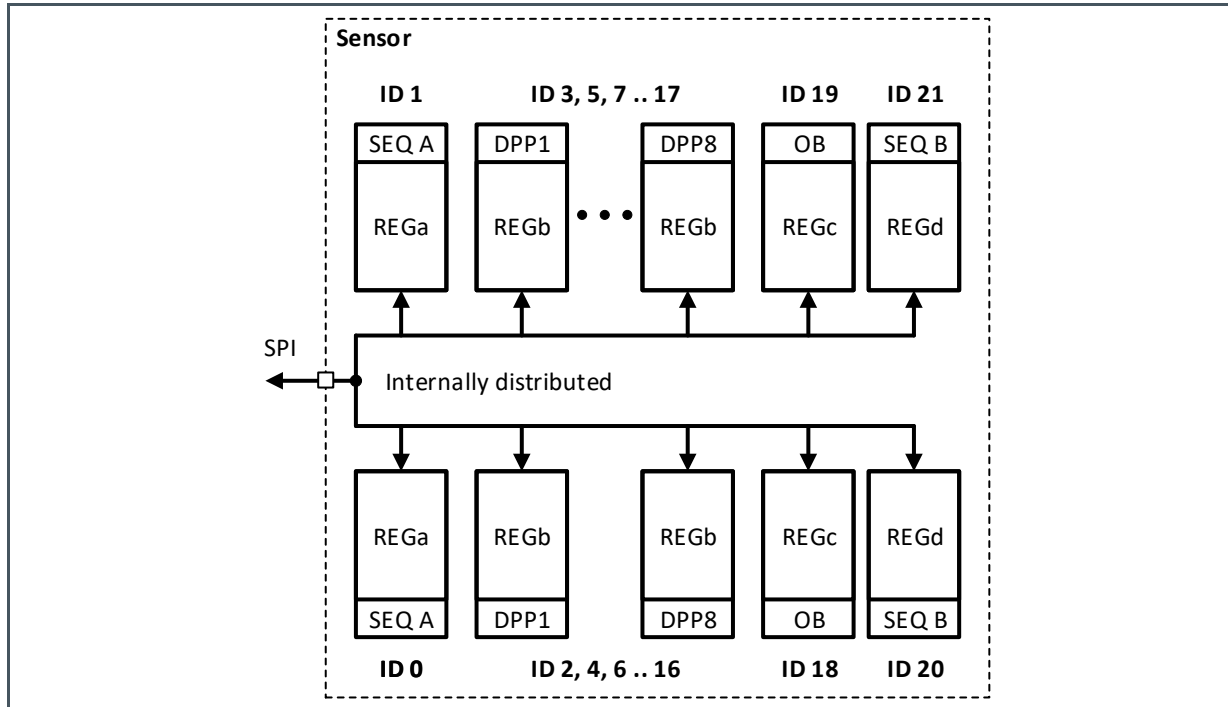 Sensor
ID 1 ID 3, 5, 7 .. 17 ID 19 ID 21
SEQ A DPP1 DPP8 OB SEQ B
REGa REGb REGb REGc REGd
SPI
Internally distributed
REGa REGb REGb REGc REGd
SEQ A DPP1 DPP8 OB SEQ B
ID 0 ID 2, 4, 6 .. 16 ID 18 ID 20